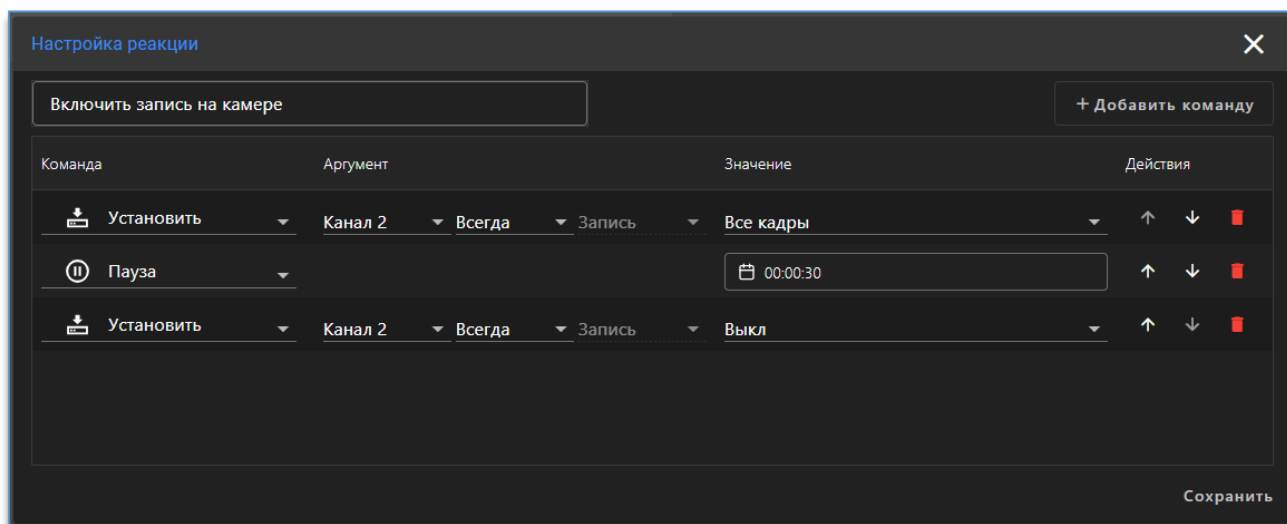 Настройка реакции
Включить запись на камере + Добавить команду
Команда Аргумент Значение Действия
Установить Канал 2 Всегда Запись Все кадры
Пауза 00:00:30
Установить Канал 2 Всегда Запись Выкл
Сохранить